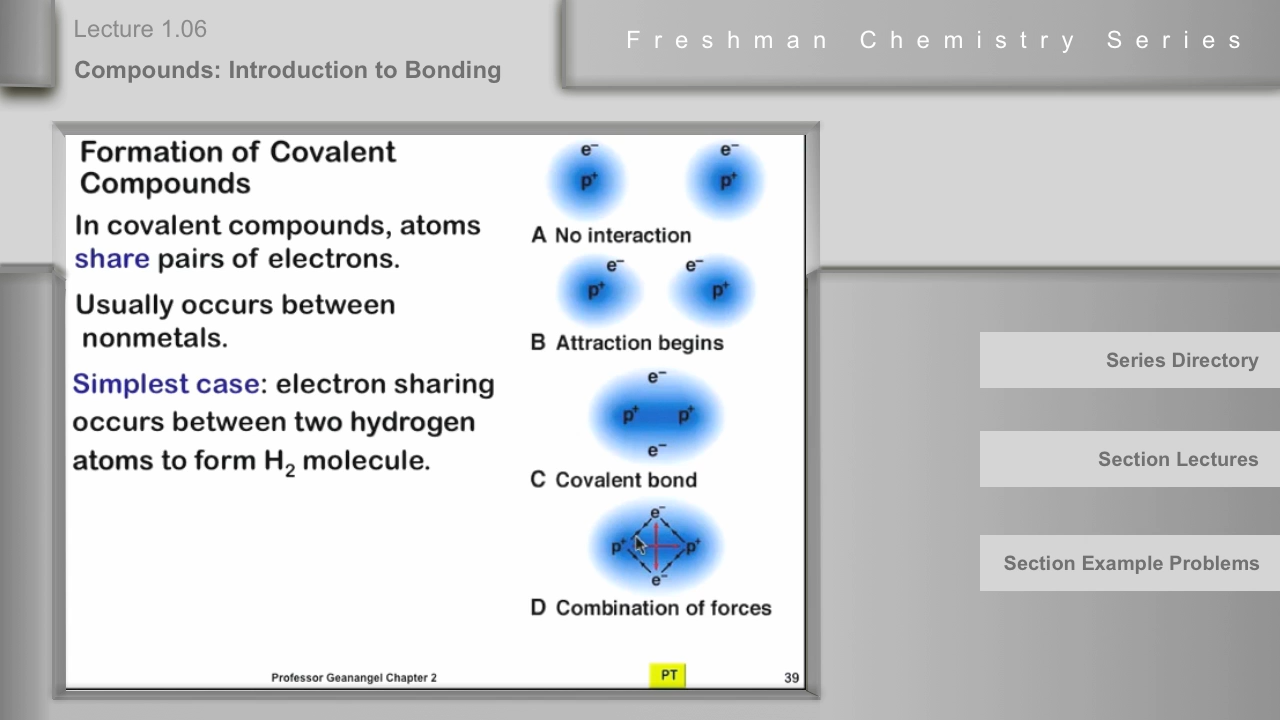 Lecture 1.06
Compounds: Introduction to Bonding
Freshman Chemistry Series
Formation of Covalent
Compounds
In covalent compounds, atoms
share pairs of electrons.
Usually occurs between
nonmetals.
Simplest case: electron sharing
occurs between two hydrogen
atoms to form H₂ molecule.
e⁻ e⁻
p⁺ p⁺
A No interaction
e⁻ e⁻
p⁺ p⁺
B Attraction begins
e⁻
p⁺ p⁺
e⁻
C Covalent bond
e⁻
p⁺ p⁺
e⁻
D Combination of forces
Professor Geanangel Chapter 2
PT
39
Series Directory
Section Lectures
Section Example Problems